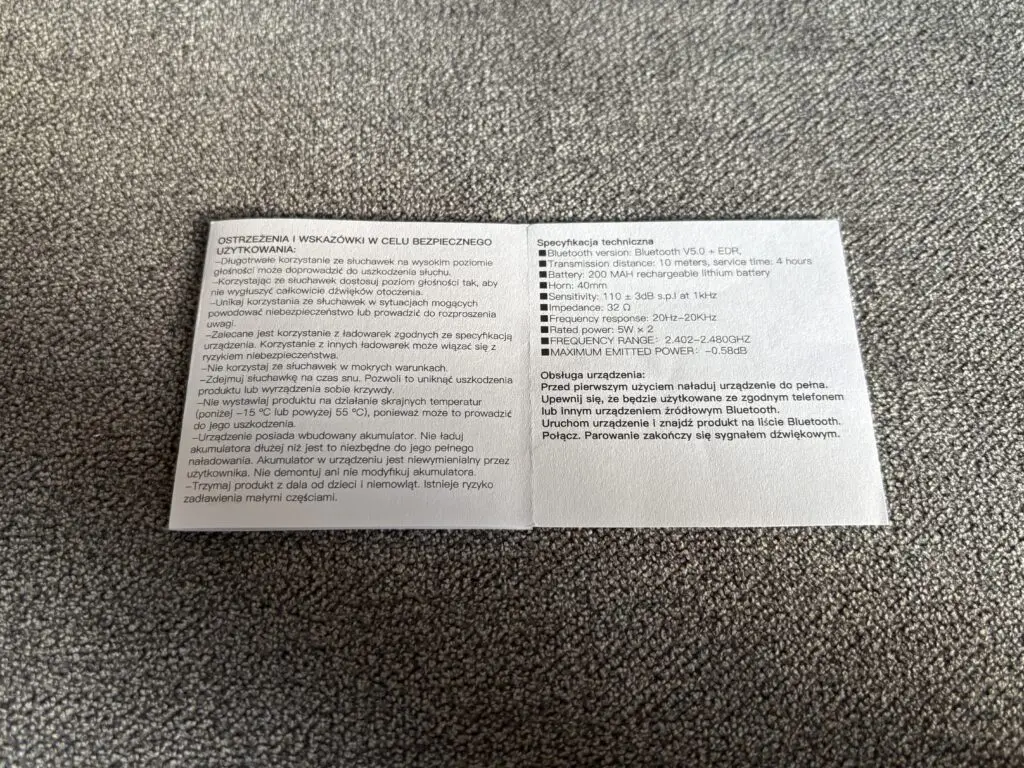 OSTRZEŻENIA I WSKAZÓWKI W CELU BEZPIECZNEGO
UŻYTKOWANIA:
-Długotrwałe korzystanie ze słuchawek na wysokim poziomie
głośności może doprowadzić do uszkodzenia słuchu.
-Korzystając ze słuchawek dostosuj poziom głośności tak, aby
nie wygłuszyć całkowicie dźwięków otoczenia.
-Unikaj korzystania ze słuchawek w sytuacjach mogących
powodować niebezpieczeństwo lub prowadzić do rozproszenia
uwagi.
-Zalecane jest korzystanie z ładowarek zgodnych ze specyfikacją
urządzenia. Korzystanie z innych ładowarek może wiązać się z
ryzykiem niebezpieczeństwa.
-Nie korzystaj ze słuchawek w mokrych warunkach.
-Zdejmuj słuchawkę na czas snu. Pozwoli to uniknąć uszkodzenia
produktu lub wyrządzenia sobie krzywdy.
-Nie wystawiaj produktu na działanie skrajnych temperatur
(poniżej -15 °C lub powyżej 55 °C), ponieważ może to prowadzić
do jego uszkodzenia.
-Urządzenie posiada wbudowany akumulator. Nie ładuj
akumulatora dłużej niż jest to niezbędne do jego pełnego
naładowania. Akumulator w urządzeniu jest niewymienialny przez
użytkownika. Nie demontuj ani nie modyfikuj akumulatora.
-Trzymaj produkt z dala od dzieci i niemowląt. Istnieje ryzyko
zadławienia małymi częściami.
Specyfikacja techniczna
■Bluetooth version: Bluetooth V5.0 + EDR,
■Transmission distance: 10 meters, service time: 4 hours
■Battery: 200 MAH rechargeable lithium battery
■Horn: 40mm
■Sensitivity: 110 ± 3dB s.p.l at 1kHz
■Impedance: 32 Ω
■Frequency response: 20Hz-20KHz
■Rated power: 5W × 2
■FREQUENCY RANGE: 2.402-2.480GHZ
■MAXIMUM EMITTED POWER: -0.58dB
Obsługa urządzenia:
Przed pierwszym użyciem naładuj urządzenie do pełna.
Upewnij się, że będzie użytkowane ze zgodnym telefonem
lub innym urządzeniem źródłowym Bluetooth.
Uruchom urządzenie i znajdź produkt na liście Bluetooth.
Połącz. Parowanie zakończy się sygnałem dźwiękowym.